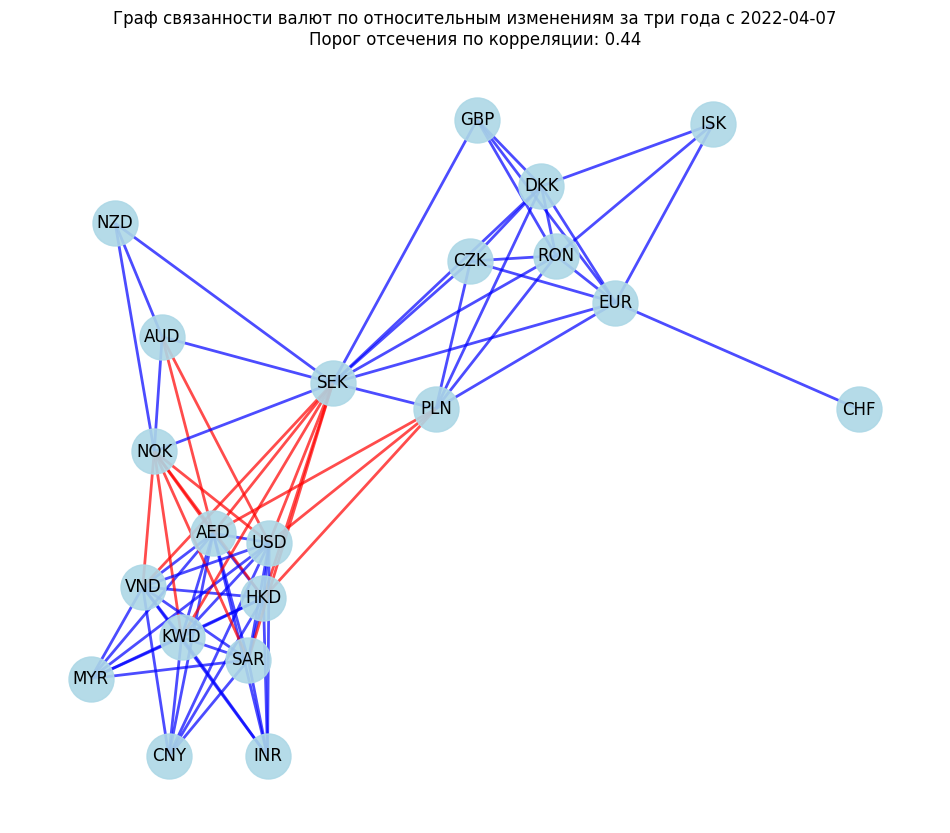 Граф связанности валют по относительным изменениям за три года с 2022-04-07
Порог отсечения по корреляции: 0.44
GBP
ISK
DKK
NZD
RON
CZK
EUR
AUD
SEK
PLN
CHF
NOK
AED
USD
VND
HKD
KWD
SAR
MYR
CNY
INR